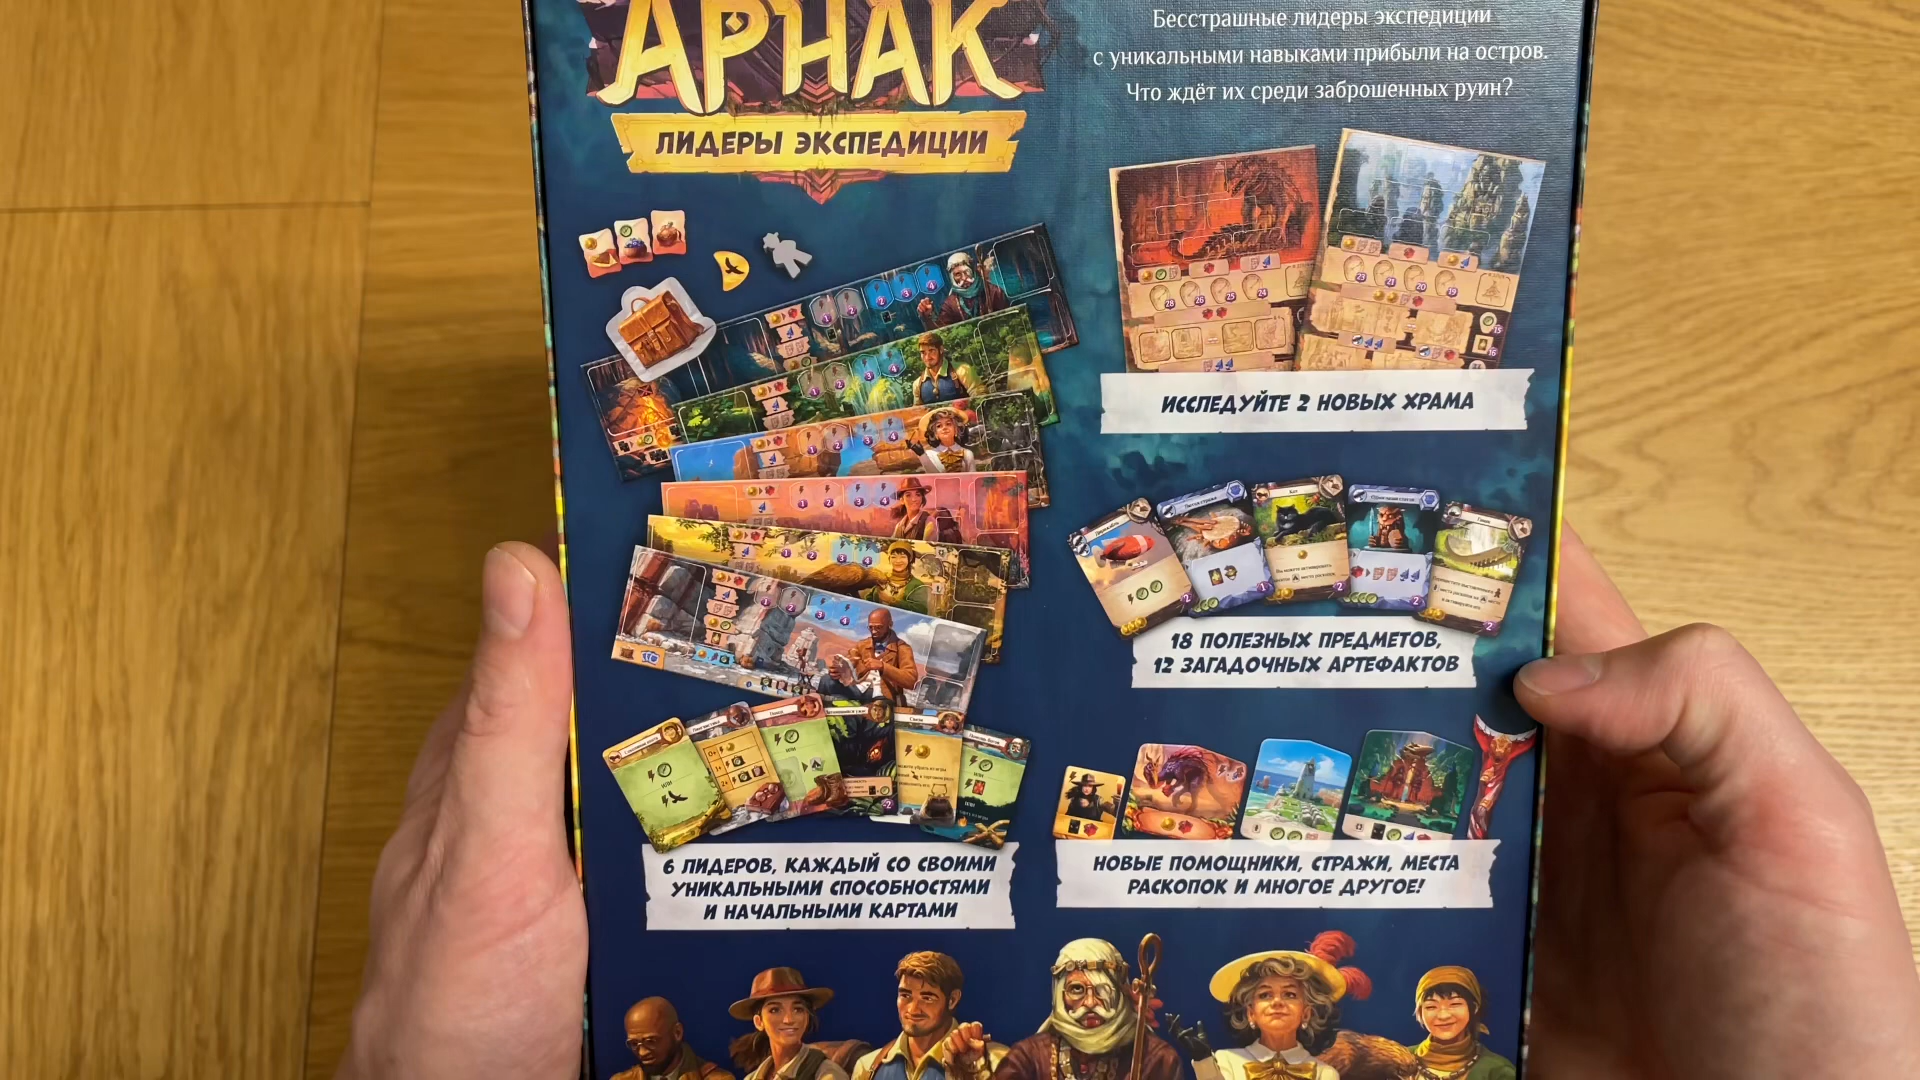 АРНАК
ЛИДЕРЫ ЭКСПЕДИЦИИ
Бесстрашные лидеры экспедиции
с уникальными навыками прибыли на остров.
Что ждёт их среди заброшенных руин?
ИССЛЕДУЙТЕ 2 НОВЫХ ХРАМА
18 ПОЛЕЗНЫХ ПРЕДМЕТОВ,
12 ЗАГАДОЧНЫХ АРТЕФАКТОВ
6 ЛИДЕРОВ, КАЖДЫЙ СО СВОИМИ
УНИКАЛЬНЫМИ СПОСОБНОСТЯМИ
И НАЧАЛЬНЫМИ КАРТАМИ
НОВЫЕ ПОМОЩНИКИ, СТРАЖИ, МЕСТА
РАСКОПОК И МНОГОЕ ДРУГОЕ!